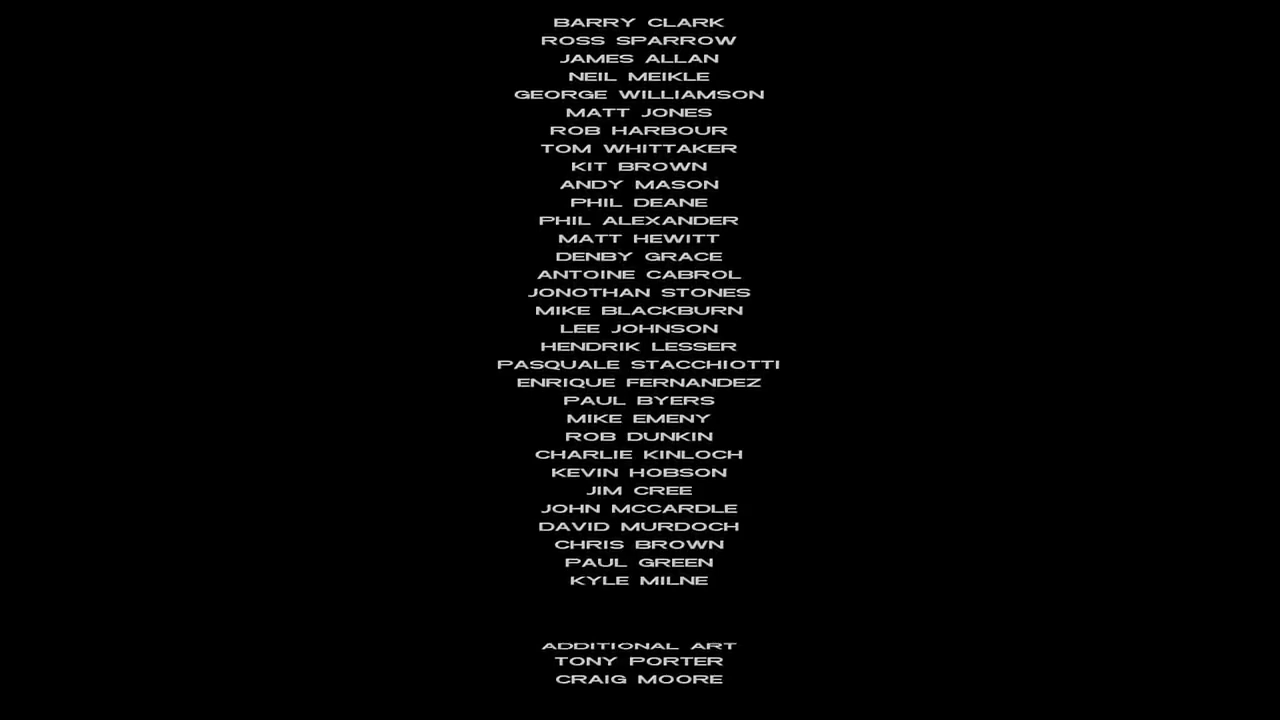 BARRY CLARK
ROSS SPARROW
JAMES ALLAN
NEIL MEIKLE
GEORGE WILLIAMSON
MATT JONES
ROB HARBOUR
TOM WHITTAKER
KIT BROWN
ANDY MASON
PHIL DEANE
PHIL ALEXANDER
MATT HEWITT
DENBY GRACE
ANTOINE CABROL
JONOTHAN STONES
MIKE BLACKBURN
LEE JOHNSON
HENDRIK LESSER
PASQUALE STACCHIOTTI
ENRIQUE FERNANDEZ
PAUL BYERS
MIKE EMENY
ROB DUNKIN
CHARLIE KINLOCH
KEVIN HOBSON
JIM CREE
JOHN MCCARDLE
DAVID MURDOCH
CHRIS BROWN
PAUL GREEN
KYLE MILNE
ADDITIONAL ART
TONY PORTER
CRAIG MOORE